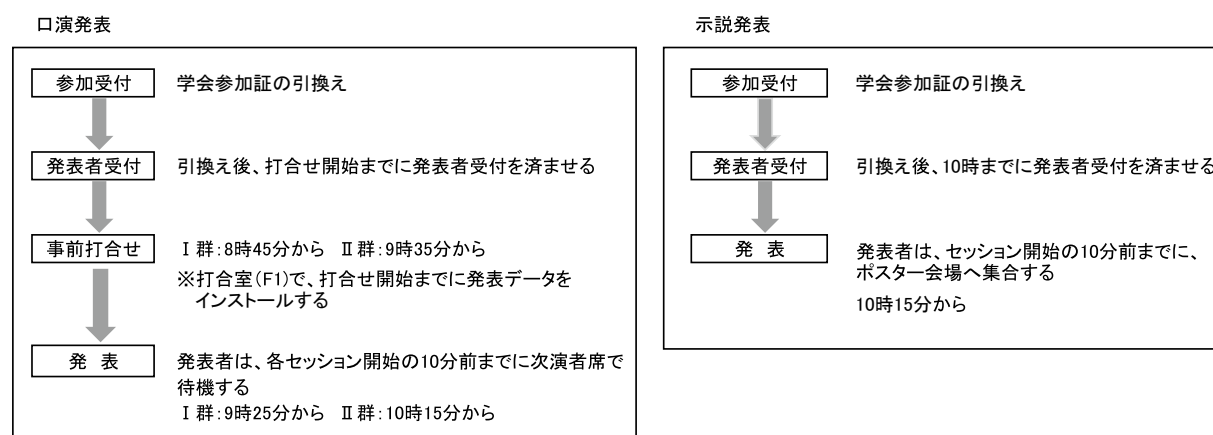 口演発表
参加受付　学会参加証の引換え
発表者受付　引換え後、打合せ開始までに発表者受付を済ませる
事前打合せ　Ⅰ群：8時45分から　Ⅱ群：9時35分から
※打合室（F1）で、打合せ開始までに発表データを
インストールする
発　表　発表者は、各セッション開始の10分前までに次演者席で
待機する
Ⅰ群：9時25分から　Ⅱ群：10時15分から
示説発表
参加受付　学会参加証の引換え
発表者受付　引換え後、10時までに発表者受付を済ませる
発　表　発表者は、セッション開始の10分前までに、
ポスター会場へ集合する
10時15分から